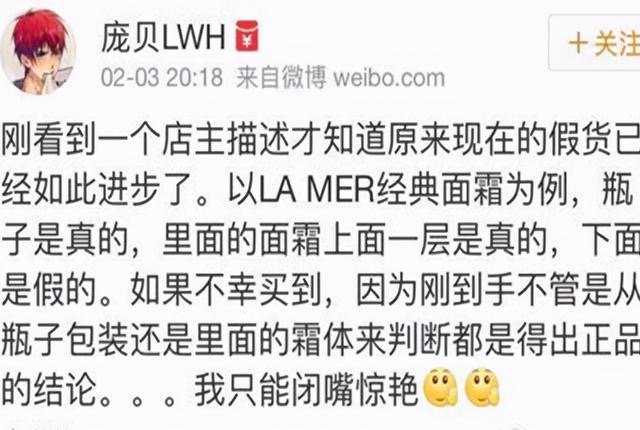 庞贝LWH
02-03 20:18 来自微博 weibo.com
＋关注
刚看到一个店主描述才知道原来现在的假货已
经如此进步了。以LA MER经典面霜为例，瓶
子是真的，里面的面霜上面一层是真的，下面
是假的。如果不幸买到，因为刚到手不管是从
瓶子包装还是里面的霜体来判断都是得出正品
的结论。。。我只能闭嘴惊艳